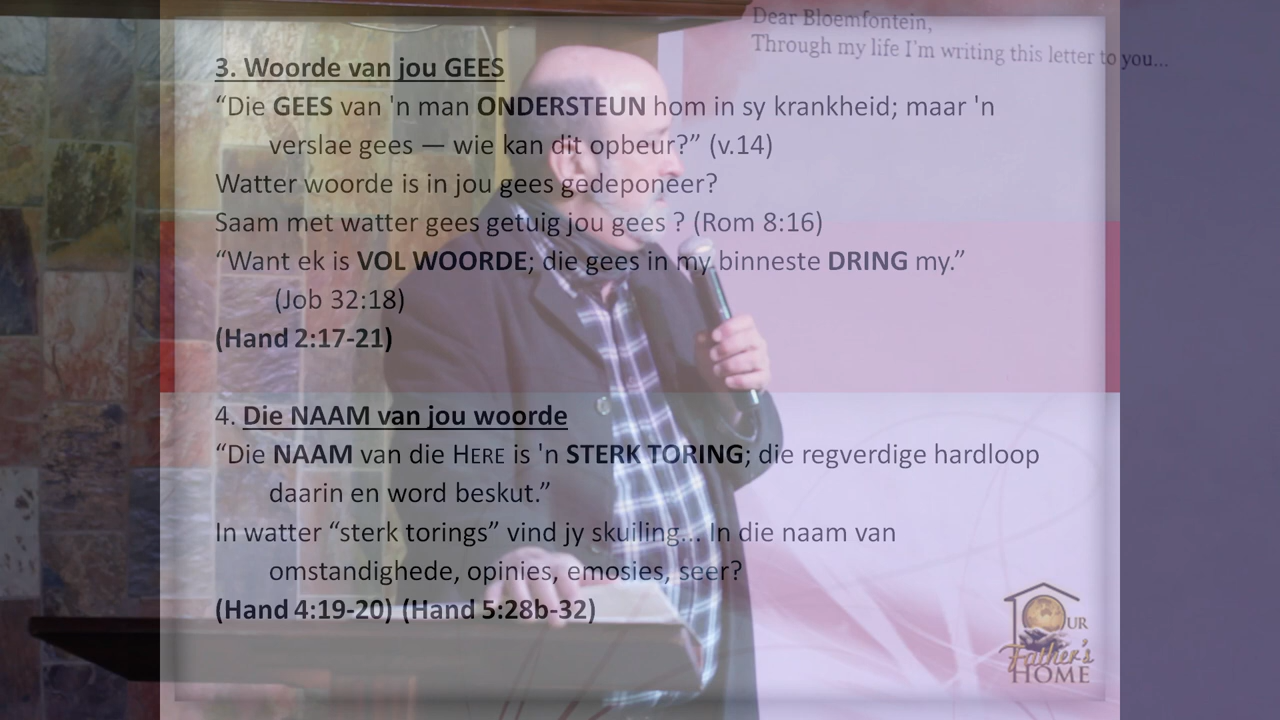 Dear Bloemfontein,
Through my life I'm writing this letter to you...
3. Woorde van jou GEES
“Die GEES van 'n man ONDERSTEUN hom in sy krankheid; maar 'n
verslae gees — wie kan dit opbeur?” (v.14)
Watter woorde is in jou gees gedeponeer?
Saam met watter gees getuig jou gees ? (Rom 8:16)
“Want ek is VOL WOORDE; die gees in my binneste DRING my.”
(Job 32:18)
(Hand 2:17-21)
4. Die NAAM van jou woorde
“Die NAAM van die HERE is 'n STERK TORING; die regverdige hardloop
daarin en word beskut.”
In watter “sterk torings” vind jy skuiling... In die naam van
omstandighede, opinies, emosies, seer?
(Hand 4:19-20) (Hand 5:28b-32)
OUR
Father's
HOME